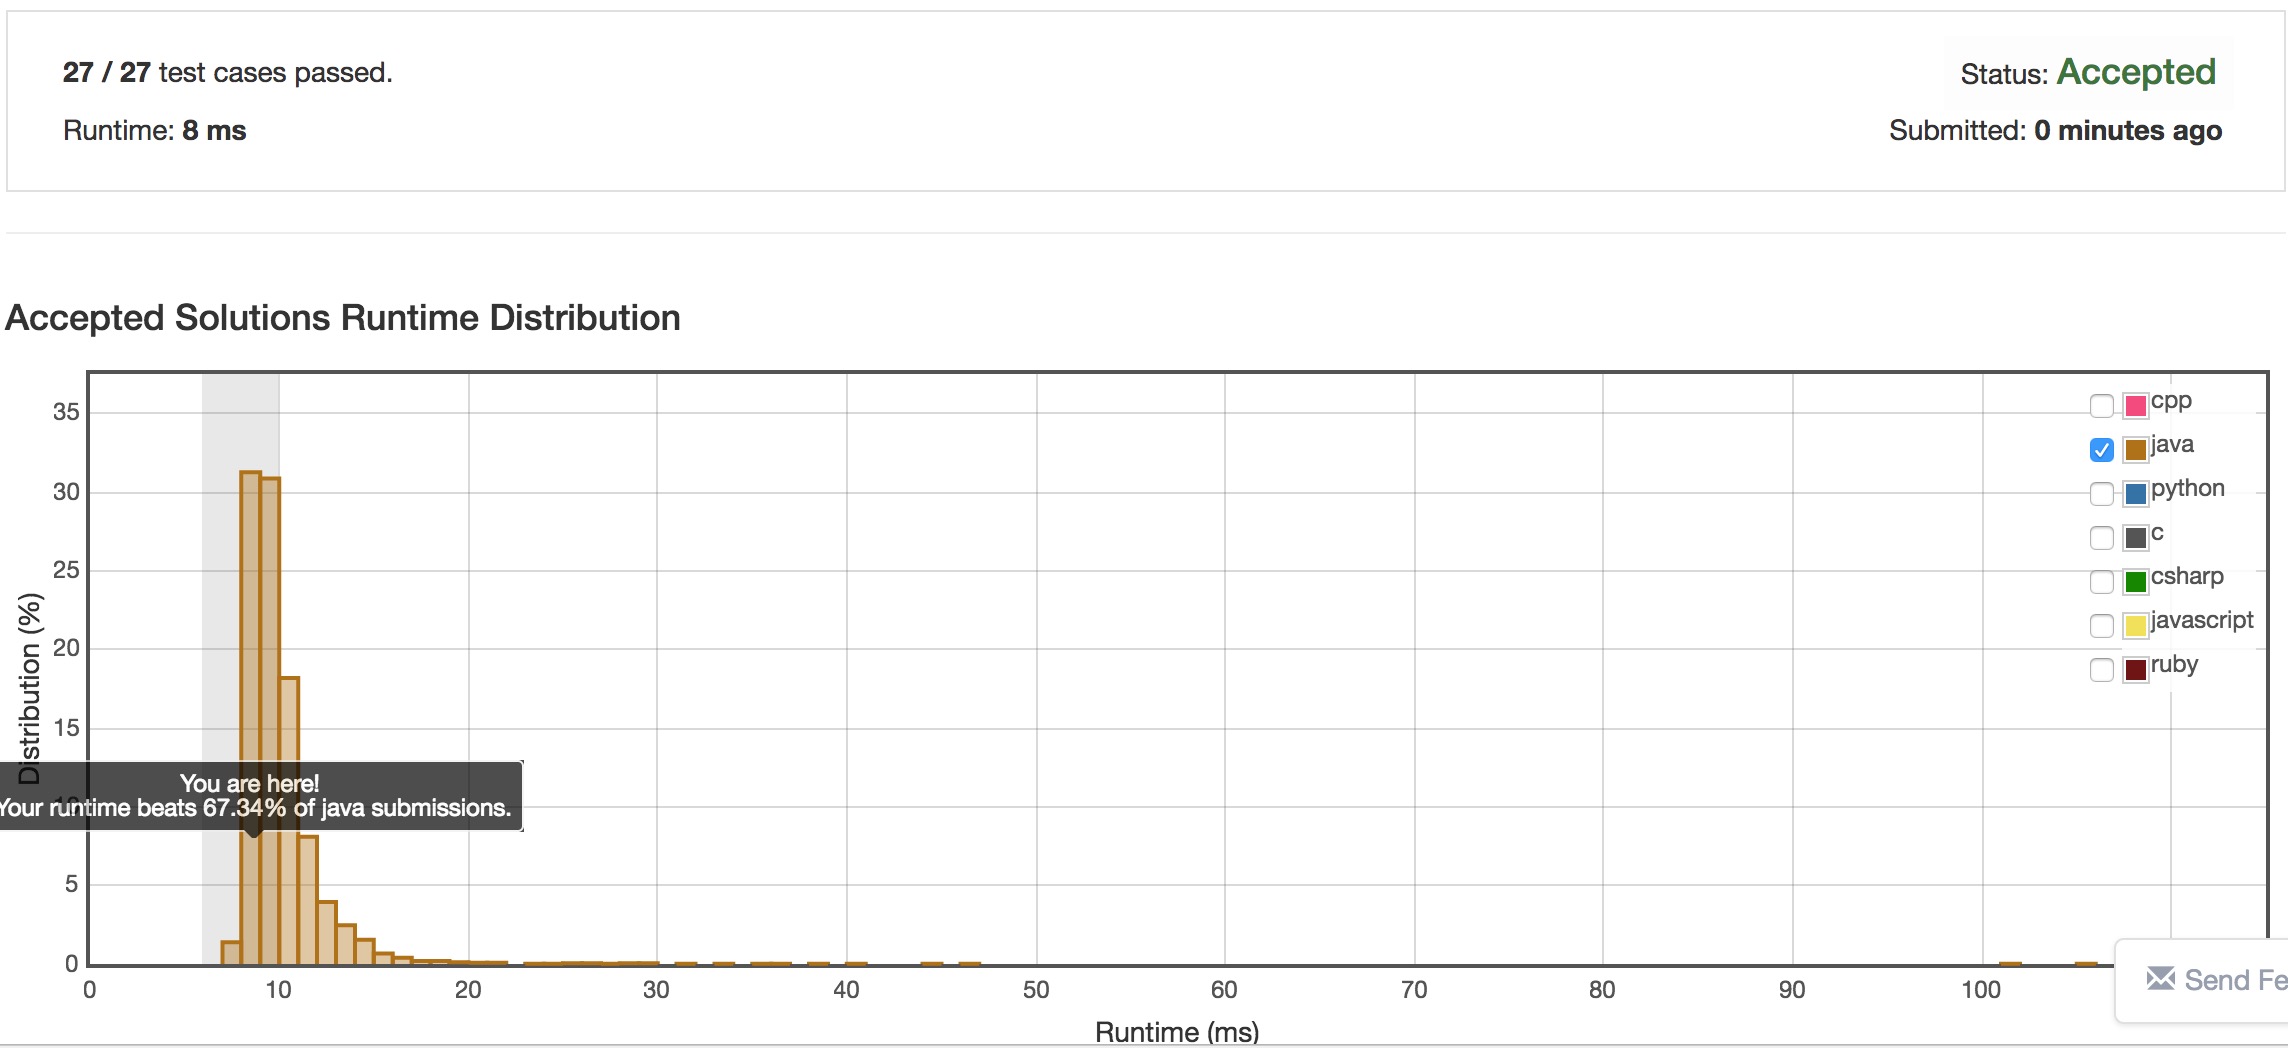 27 / 27 test cases passed.
Status: Accepted
Runtime: 8 ms
Submitted: 0 minutes ago
Accepted Solutions Runtime Distribution
35
30
25
20
15
10
5
0
Distribution (%)
cpp
java
python
c
csharp
javascript
ruby
You are here!
Your runtime beats 67.34% of java submissions.
0
10
20
30
40
50
60
70
80
90
100
Runtime (ms)
Send Fe